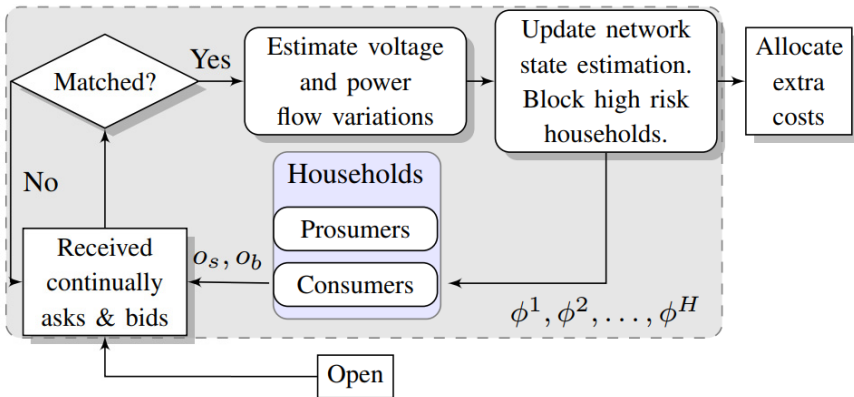 Matched?
Yes
Estimate voltage
and power
flow variations
Update network
state estimation.
Block high risk
households.
Allocate
extra
costs
No
Households
Prosumers
Consumers
Received
continually
asks & bids
o_s, o_b
ϕ^1, ϕ^2, . . . , ϕ^H
Open